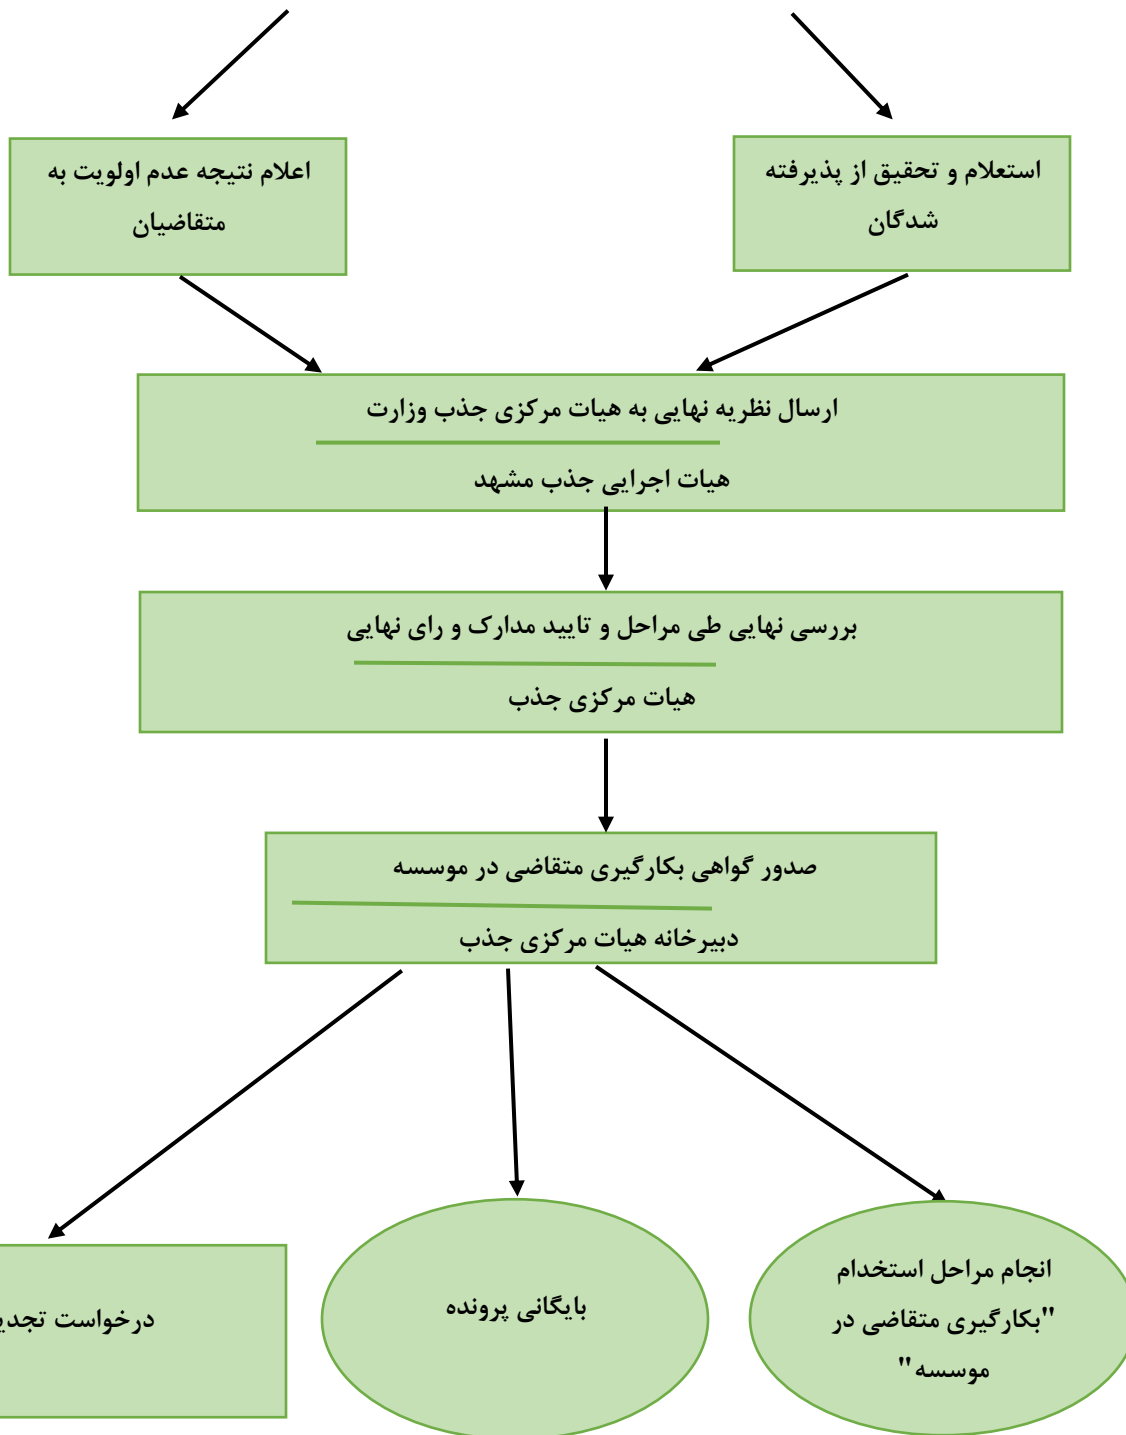 استعلام و تحقیق از پذیرفته
شدگان
اعلام نتیجه عدم اولویت به
متقاضیان
ارسال نظریه نهایی به هیات مرکزی جذب وزارت
هیات اجرایی جذب مشهد
بررسی نهایی طی مراحل و تایید مدارک و رای نهایی
هیات مرکزی جذب
صدور گواهی بکارگیری متقاضی در موسسه
دبیرخانه هیات مرکزی جذب
انجام مراحل استخدام
"بکارگیری متقاضی در
موسسه"
بایگانی پرونده
درخواست